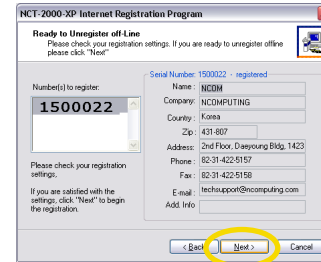 NCT-2000-XP Internet Registration Program
Ready to Unregister off-Line
Please check your registration settings. If you are ready to unregister offline
please click "Next"
Number(s) to register:
1500022
Please check your registration
settings,
If you are satisfied with the
settings, click "Next" to begin
the registration.
Serial Number: 1500022 - registered
Name : NCOM
Company: NCOMPUTING
Country : Korea
Zip : 431-807
Address: 2nd Floor, Daeyoung Bldg, 1423
Phone : 82-31-422-5157
Fax : 82-31-422-5158
E-mail : techsupport@ncomputing.com
Add. Info
< Back
Next >
Cancel